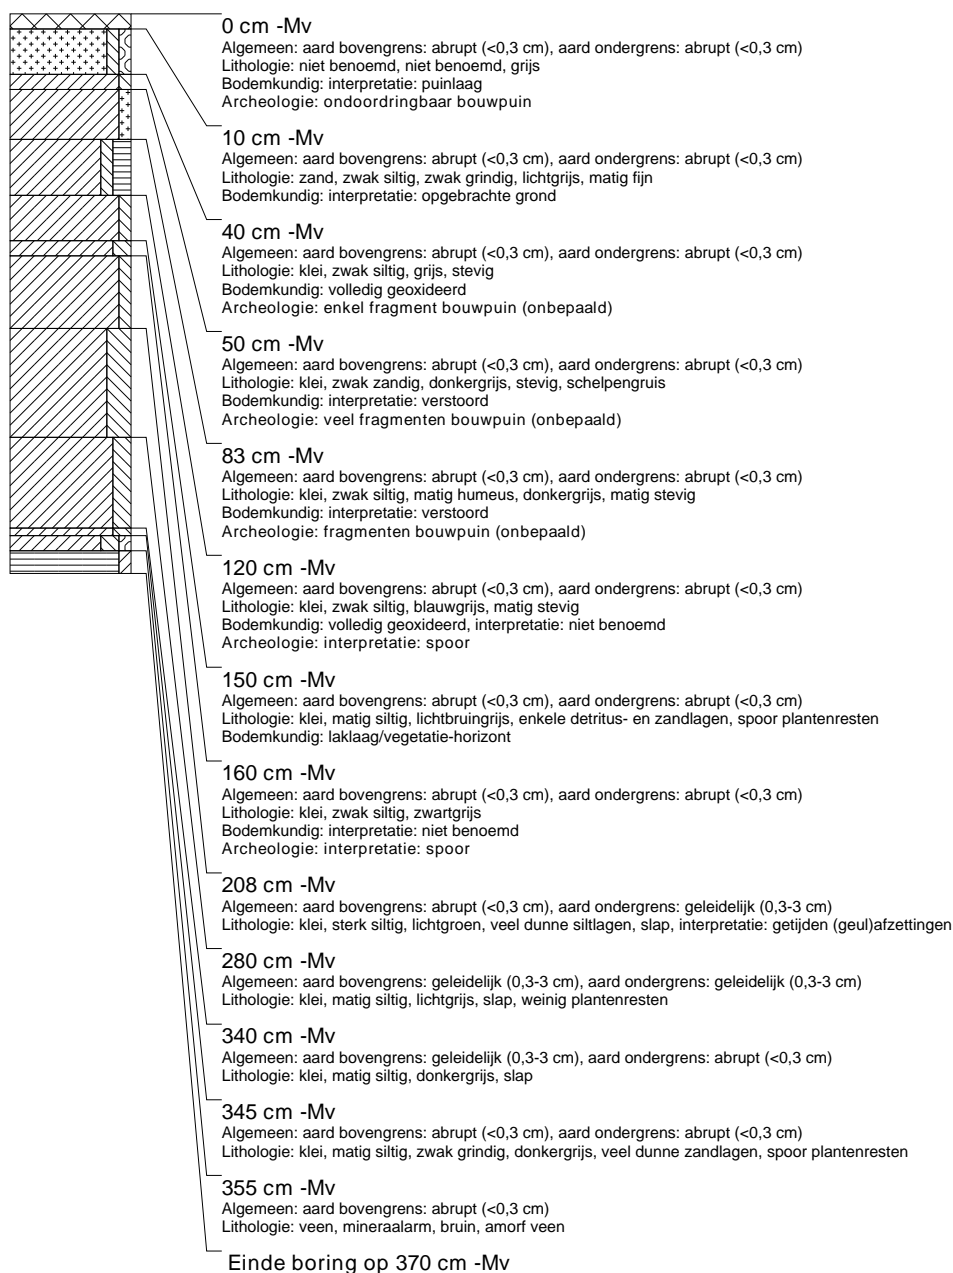 0 cm -Mv
Algemeen: aard bovengrens: abrupt (<0,3 cm), aard ondergrens: abrupt (<0,3 cm)
Lithologie: niet benoemd, niet benoemd, grijs
Bodemkundig: interpretatie: puinlaag
Archeologie: ondoordringbaar bouwpuin
10 cm -Mv
Algemeen: aard bovengrens: abrupt (<0,3 cm), aard ondergrens: abrupt (<0,3 cm)
Lithologie: zand, zwak siltig, zwak grindig, lichtgrijs, matig fijn
Bodemkundig: interpretatie: opgebrachte grond
40 cm -Mv
Algemeen: aard bovengrens: abrupt (<0,3 cm), aard ondergrens: abrupt (<0,3 cm)
Lithologie: klei, zwak siltig, grijs, stevig
Bodemkundig: volledig geoxideerd
Archeologie: enkel fragment bouwpuin (onbepaald)
50 cm -Mv
Algemeen: aard bovengrens: abrupt (<0,3 cm), aard ondergrens: abrupt (<0,3 cm)
Lithologie: klei, zwak zandig, donkergrijs, stevig, schelpengruis
Bodemkundig: interpretatie: verstoord
Archeologie: veel fragmenten bouwpuin (onbepaald)
83 cm -Mv
Algemeen: aard bovengrens: abrupt (<0,3 cm), aard ondergrens: abrupt (<0,3 cm)
Lithologie: klei, zwak siltig, matig humeus, donkergrijs, matig stevig
Bodemkundig: interpretatie: verstoord
Archeologie: fragmenten bouwpuin (onbepaald)
120 cm -Mv
Algemeen: aard bovengrens: abrupt (<0,3 cm), aard ondergrens: abrupt (<0,3 cm)
Lithologie: klei, zwak siltig, blauwgrijs, matig stevig
Bodemkundig: volledig geoxideerd, interpretatie: niet benoemd
Archeologie: interpretatie: spoor
150 cm -Mv
Algemeen: aard bovengrens: abrupt (<0,3 cm), aard ondergrens: abrupt (<0,3 cm)
Lithologie: klei, matig siltig, lichtbruingrijs, enkele detritus- en zandlagen, spoor plantenresten
Bodemkundig: laklaag/vegetatie-horizont
160 cm -Mv
Algemeen: aard bovengrens: abrupt (<0,3 cm), aard ondergrens: abrupt (<0,3 cm)
Lithologie: klei, zwak siltig, zwartgrijs
Bodemkundig: interpretatie: niet benoemd
Archeologie: interpretatie: spoor
208 cm -Mv
Algemeen: aard bovengrens: abrupt (<0,3 cm), aard ondergrens: geleidelijk (0,3-3 cm)
Lithologie: klei, sterk siltig, lichtgroen, veel dunne siltlagen, slap, interpretatie: getijden (geul)afzettingen
280 cm -Mv
Algemeen: aard bovengrens: geleidelijk (0,3-3 cm), aard ondergrens: geleidelijk (0,3-3 cm)
Lithologie: klei, matig siltig, lichtgrijs, slap, weinig plantenresten
340 cm -Mv
Algemeen: aard bovengrens: geleidelijk (0,3-3 cm), aard ondergrens: abrupt (<0,3 cm)
Lithologie: klei, matig siltig, donkergrijs, slap
345 cm -Mv
Algemeen: aard bovengrens: abrupt (<0,3 cm), aard ondergrens: abrupt (<0,3 cm)
Lithologie: klei, matig siltig, zwak grindig, donkergrijs, veel dunne zandlagen, spoor plantenresten
355 cm -Mv
Algemeen: aard bovengrens: abrupt (<0,3 cm)
Lithologie: veen, mineraalarm, bruin, amorf veen
Einde boring op 370 cm -Mv